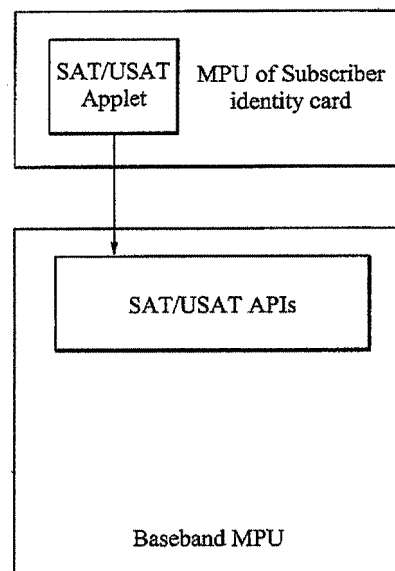 SAT/USAT
Applet
MPU of Subscriber
identity card
SAT/USAT APIs
Baseband MPU